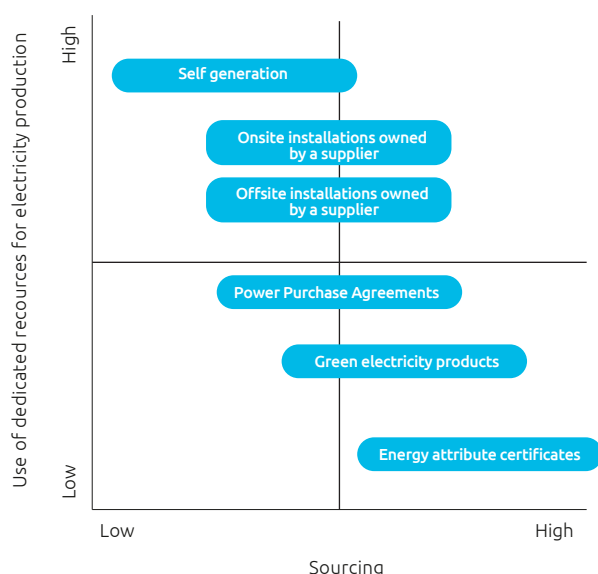 High
Use of dedicated recources for electricity production
Self generation
Onsite installations owned
by a supplier
Offsite installations owned
by a supplier
Power Purchase Agreements
Green electricity products
Energy attribute certificates
Low
Low
High
Sourcing